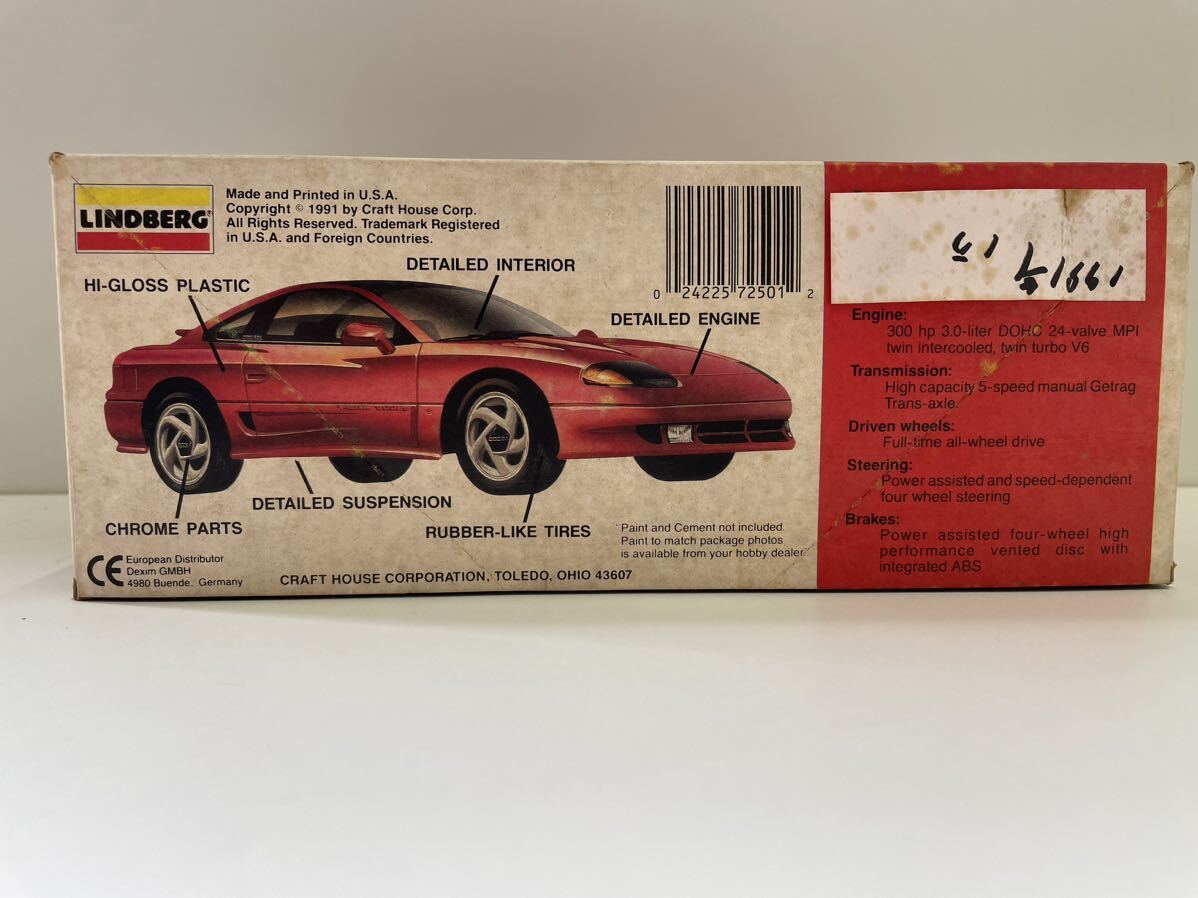 LINDBERG®
Made and Printed in U.S.A.
Copyright © 1991 by Craft House Corp.
All Rights Reserved. Trademark Registered
in U.S.A. and Foreign Countries.
HI-GLOSS PLASTIC
DETAILED INTERIOR
DETAILED ENGINE
0 24225 72501 2
DETAILED SUSPENSION
CHROME PARTS
RUBBER-LIKE TIRES
CE
European Distributor
Dexim GMBH
4980 Buende, Germany
CRAFT HOUSE CORPORATION, TOLEDO, OHIO 43607
"Paint and Cement not included.
Paint to match package photos
is available from your hobby dealer."
Engine:
300 hp 3.0-liter DOHC 24-valve MPI
twin intercooled, twin turbo V6
Transmission:
High capacity 5-speed manual Getrag
Trans-axle.
Driven wheels:
Full-time all-wheel drive
Steering:
Power assisted and speed-dependent
four wheel steering
Brakes:
Power assisted four-wheel high
performance vented disc with
integrated ABS